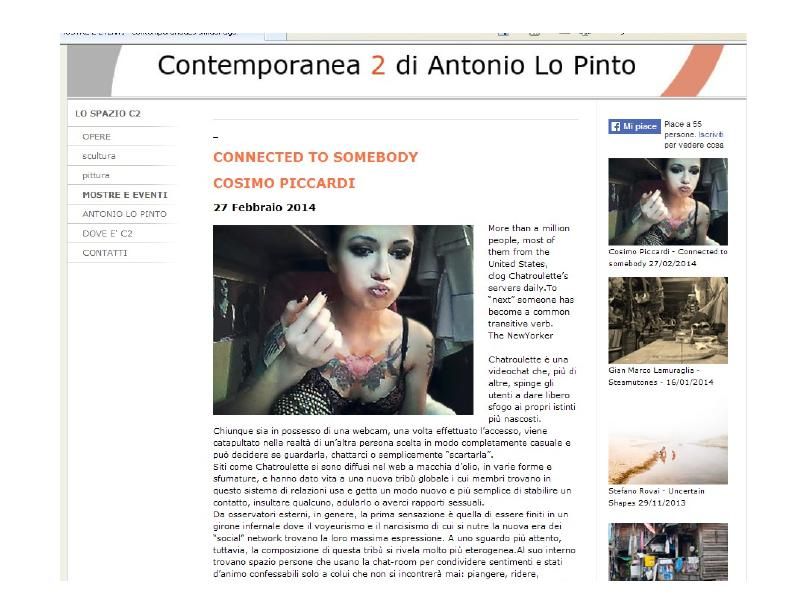 Contemporanea 2 di Antonio Lo Pinto
LO SPAZIO C2
OPERE
scultura
pittura
MOSTRE E EVENTI
ANTONIO LO PINTO
DOVE E' C2
CONTATTI
CONNECTED TO SOMEBODY
COSIMO PICCARDI
27 Febbraio 2014
More than a million
people, most of
them from the
United States,
clog Chatroulette's
servers daily.To
"next" someone has
become a common
transitive verb.
The NewYorker
Chatroulette è una
videochat che, più di
altre, spinge gli
utenti a dare libero
sfogo ai propri istinti
più nascosti.
Chiunque sia in possesso di una webcam, una volta effettuato l'accesso, viene
catapultato nella realtà di un'altra persona scelta in modo completamente casuale e
può decidere se guardarla, chattarci o semplicemente "scartarla".
Siti come Chatroulette si sono diffusi nel web a macchia d'olio, in varie forme e
sfumature, e hanno dato vita a una nuova tribù globale i cui membri trovano in
questo sistema di relazioni usa e getta un modo nuovo e più semplice di stabilire un
contatto, insultare qualcuno, adularlo o averci rapporti sessuali.
Da osservatori esterni, in genere, la prima sensazione è quella di essere finiti in un
girone infernale dove il voyeurismo e il narcisismo di cui si nutre la nuova era dei
"social" network trovano la loro massima espressione. A uno sguardo più attento,
tuttavia, la composizione di questa tribù si rivela molto più eterogenea.Al suo interno
trovano spazio persone che usano la chat-room per condividere sentimenti e stati
d'animo confessabili solo a colui che non si incontrerà mai: piangere, ridere,
Mi piace
Piace a 55
persone. Iscriviti
per vedere cosa
Cosimo Piccardi - Connected to
somebody 27/02/2014
Gian Marco Lamuraglia -
Steamutones - 16/01/2014
Stefano Rovai - Uncertain
Shapes 29/11/2013